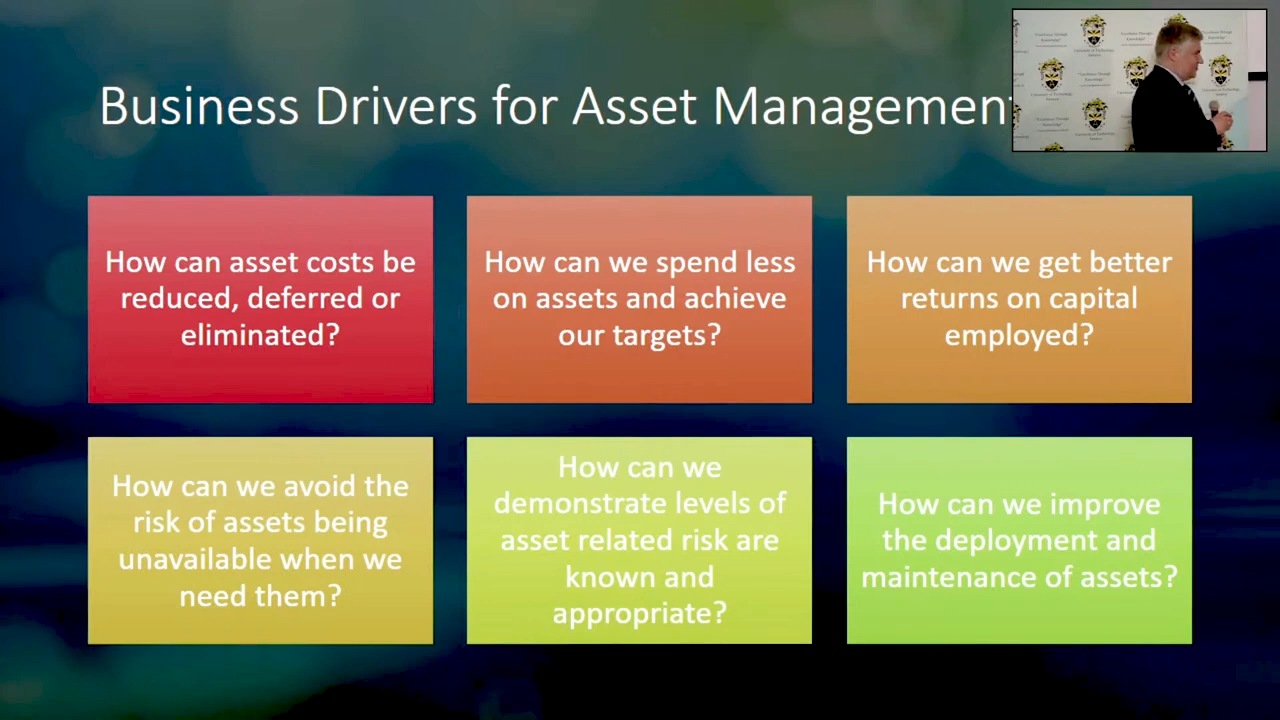 Business Drivers for Asset Management
How can asset costs be
reduced, deferred or
eliminated?
How can we spend less
on assets and achieve
our targets?
How can we get better
returns on capital
employed?
How can we avoid the
risk of assets being
unavailable when we
need them?
How can we
demonstrate levels of
asset related risk are
known and
appropriate?
How can we improve
the deployment and
maintenance of assets?